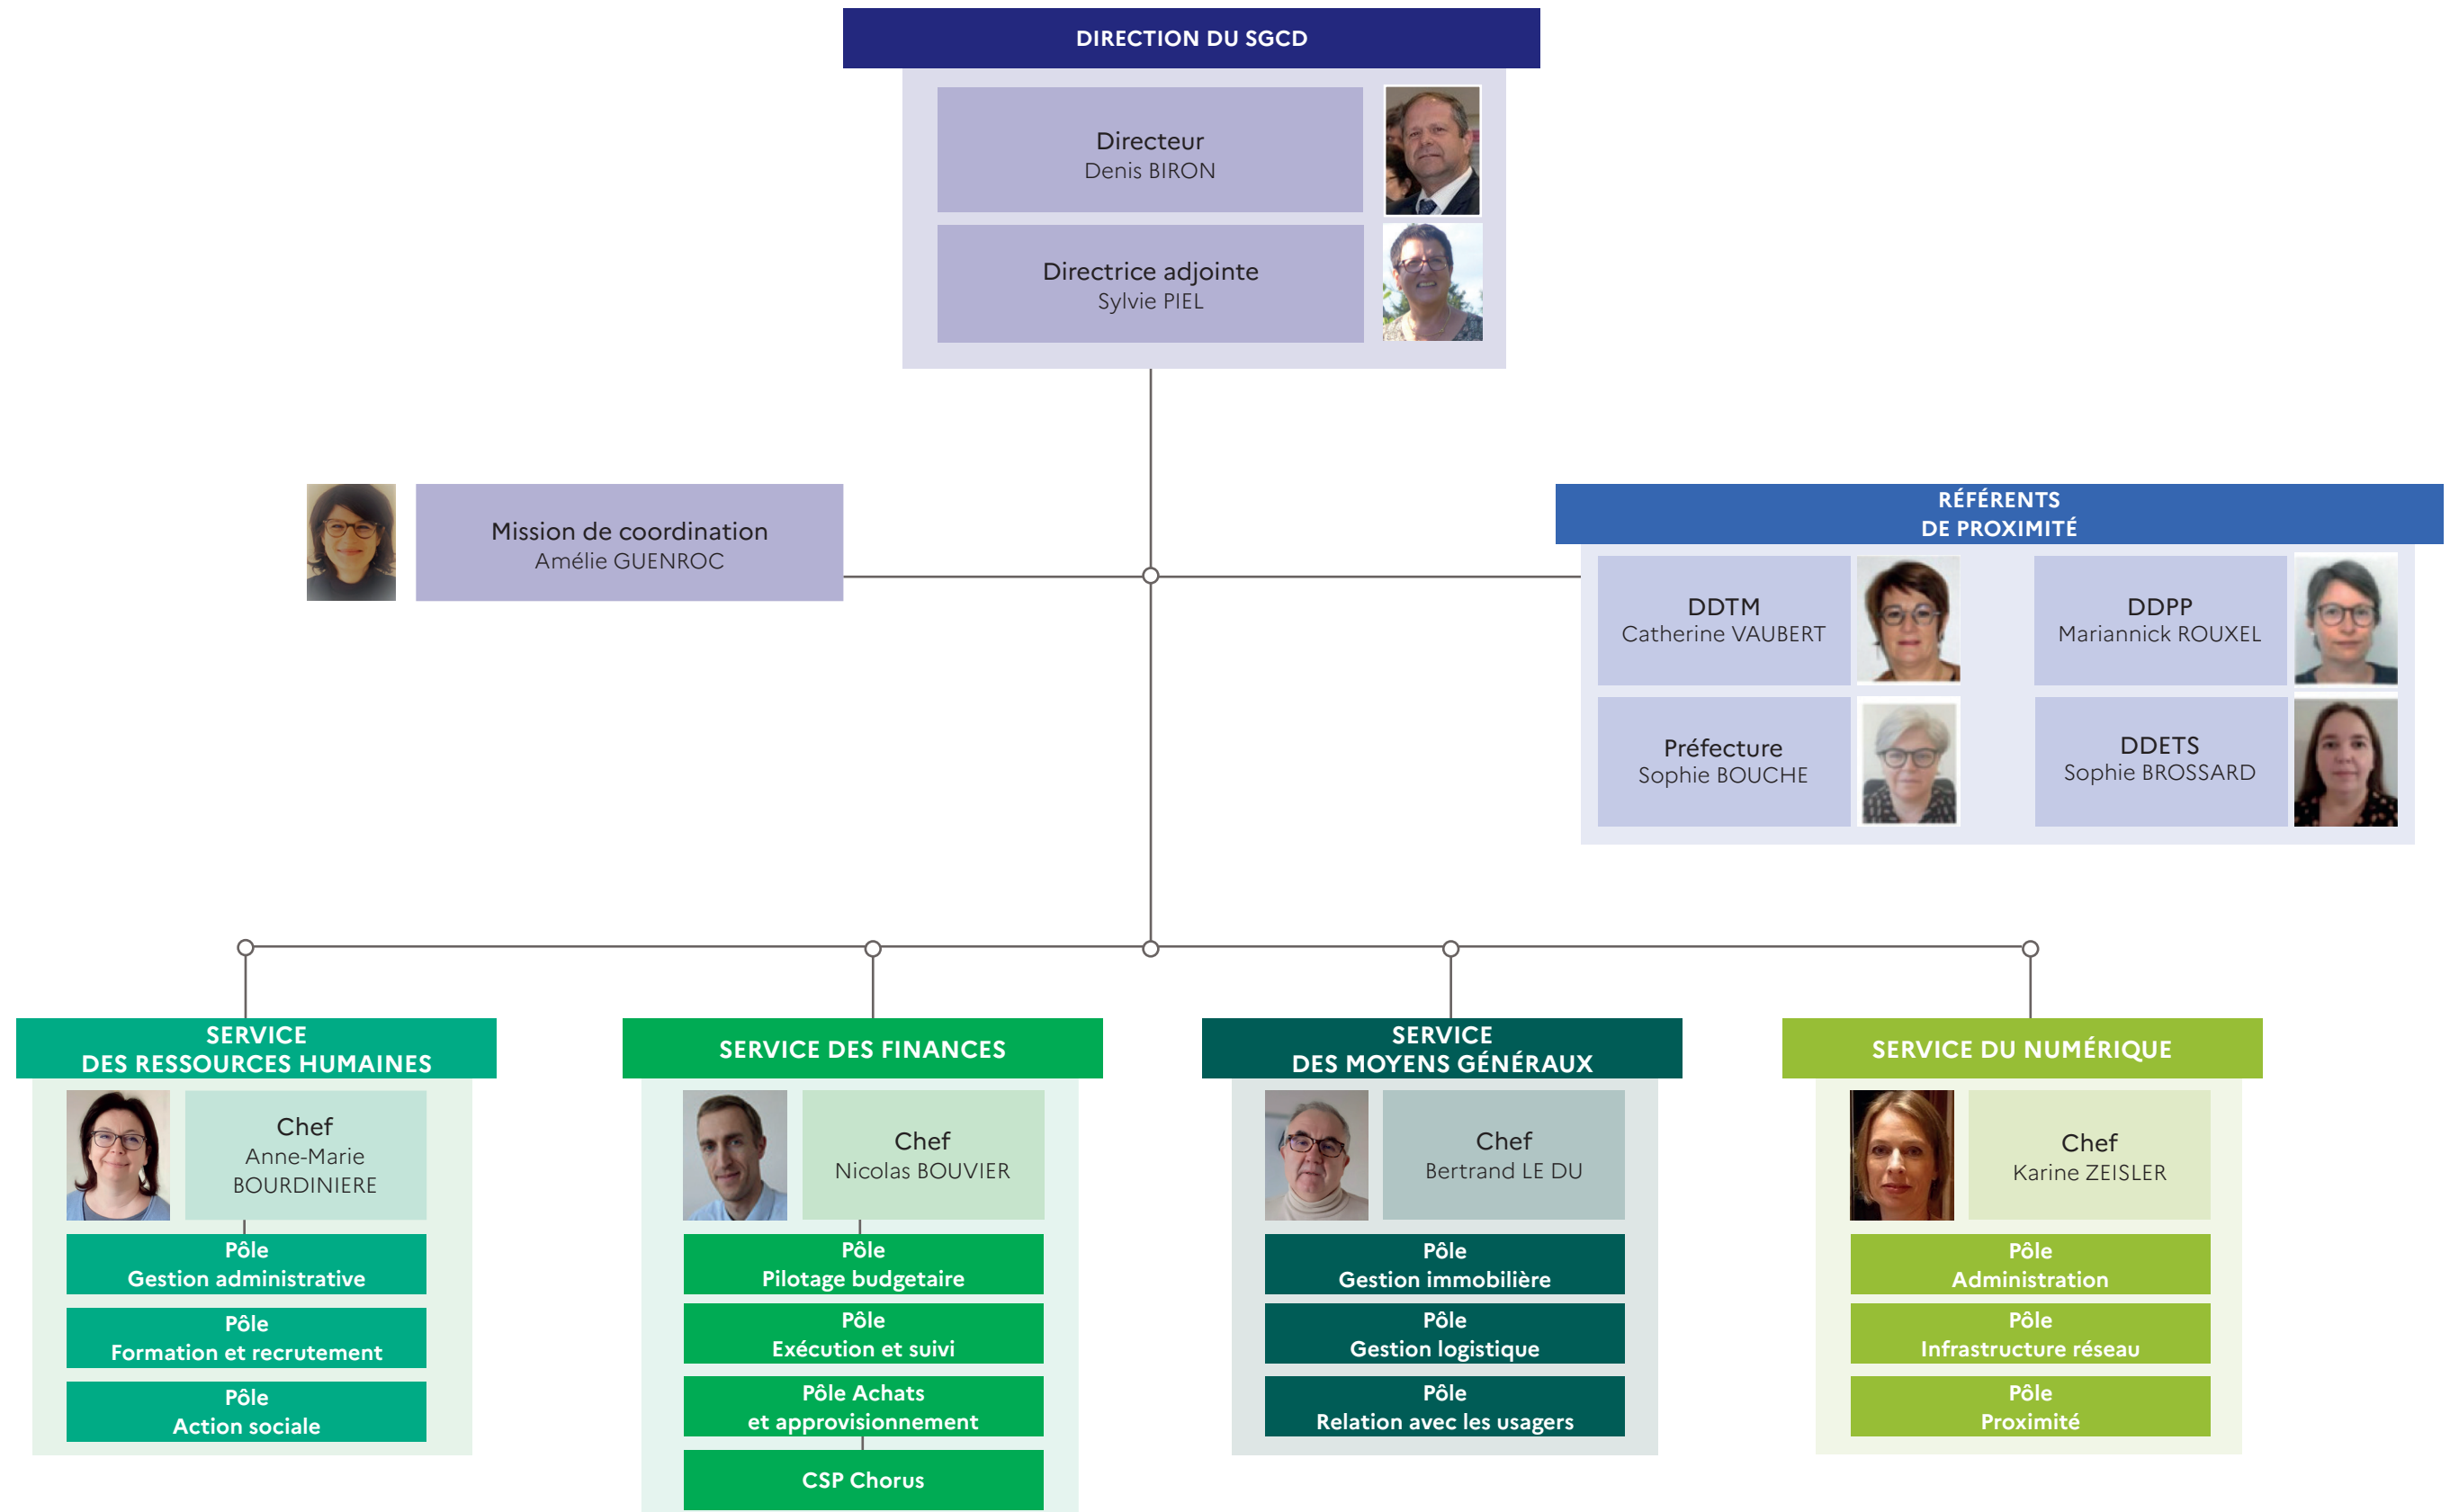 DIRECTION DU SGCD
Directeur
Denis BIRON
Directrice adjointe
Sylvie PIEL
Mission de coordination
Amélie GUENROC
RÉFÉRENTS
DE PROXIMITÉ
DDTM
Catherine VAUBERT
DDPP
Mariannick ROUXEL
Préfecture
Sophie BOUCHE
DDETS
Sophie BROSSARD
SERVICE
DES RESSOURCES HUMAINES
Chef
Anne-Marie
BOURDINIERE
Pôle
Gestion administrative
Pôle
Formation et recrutement
Pôle
Action sociale
SERVICE DES FINANCES
Chef
Nicolas BOUVIER
Pôle
Pilotage budgetaire
Pôle
Exécution et suivi
Pôle Achats
et approvisionnement
CSP Chorus
SERVICE
DES MOYENS GÉNÉRAUX
Chef
Bertrand LE DU
Pôle
Gestion immobilière
Pôle
Gestion logistique
Pôle
Relation avec les usagers
SERVICE DU NUMÉRIQUE
Chef
Karine ZEISLER
Pôle
Administration
Pôle
Infrastructure réseau
Pôle
Proximité